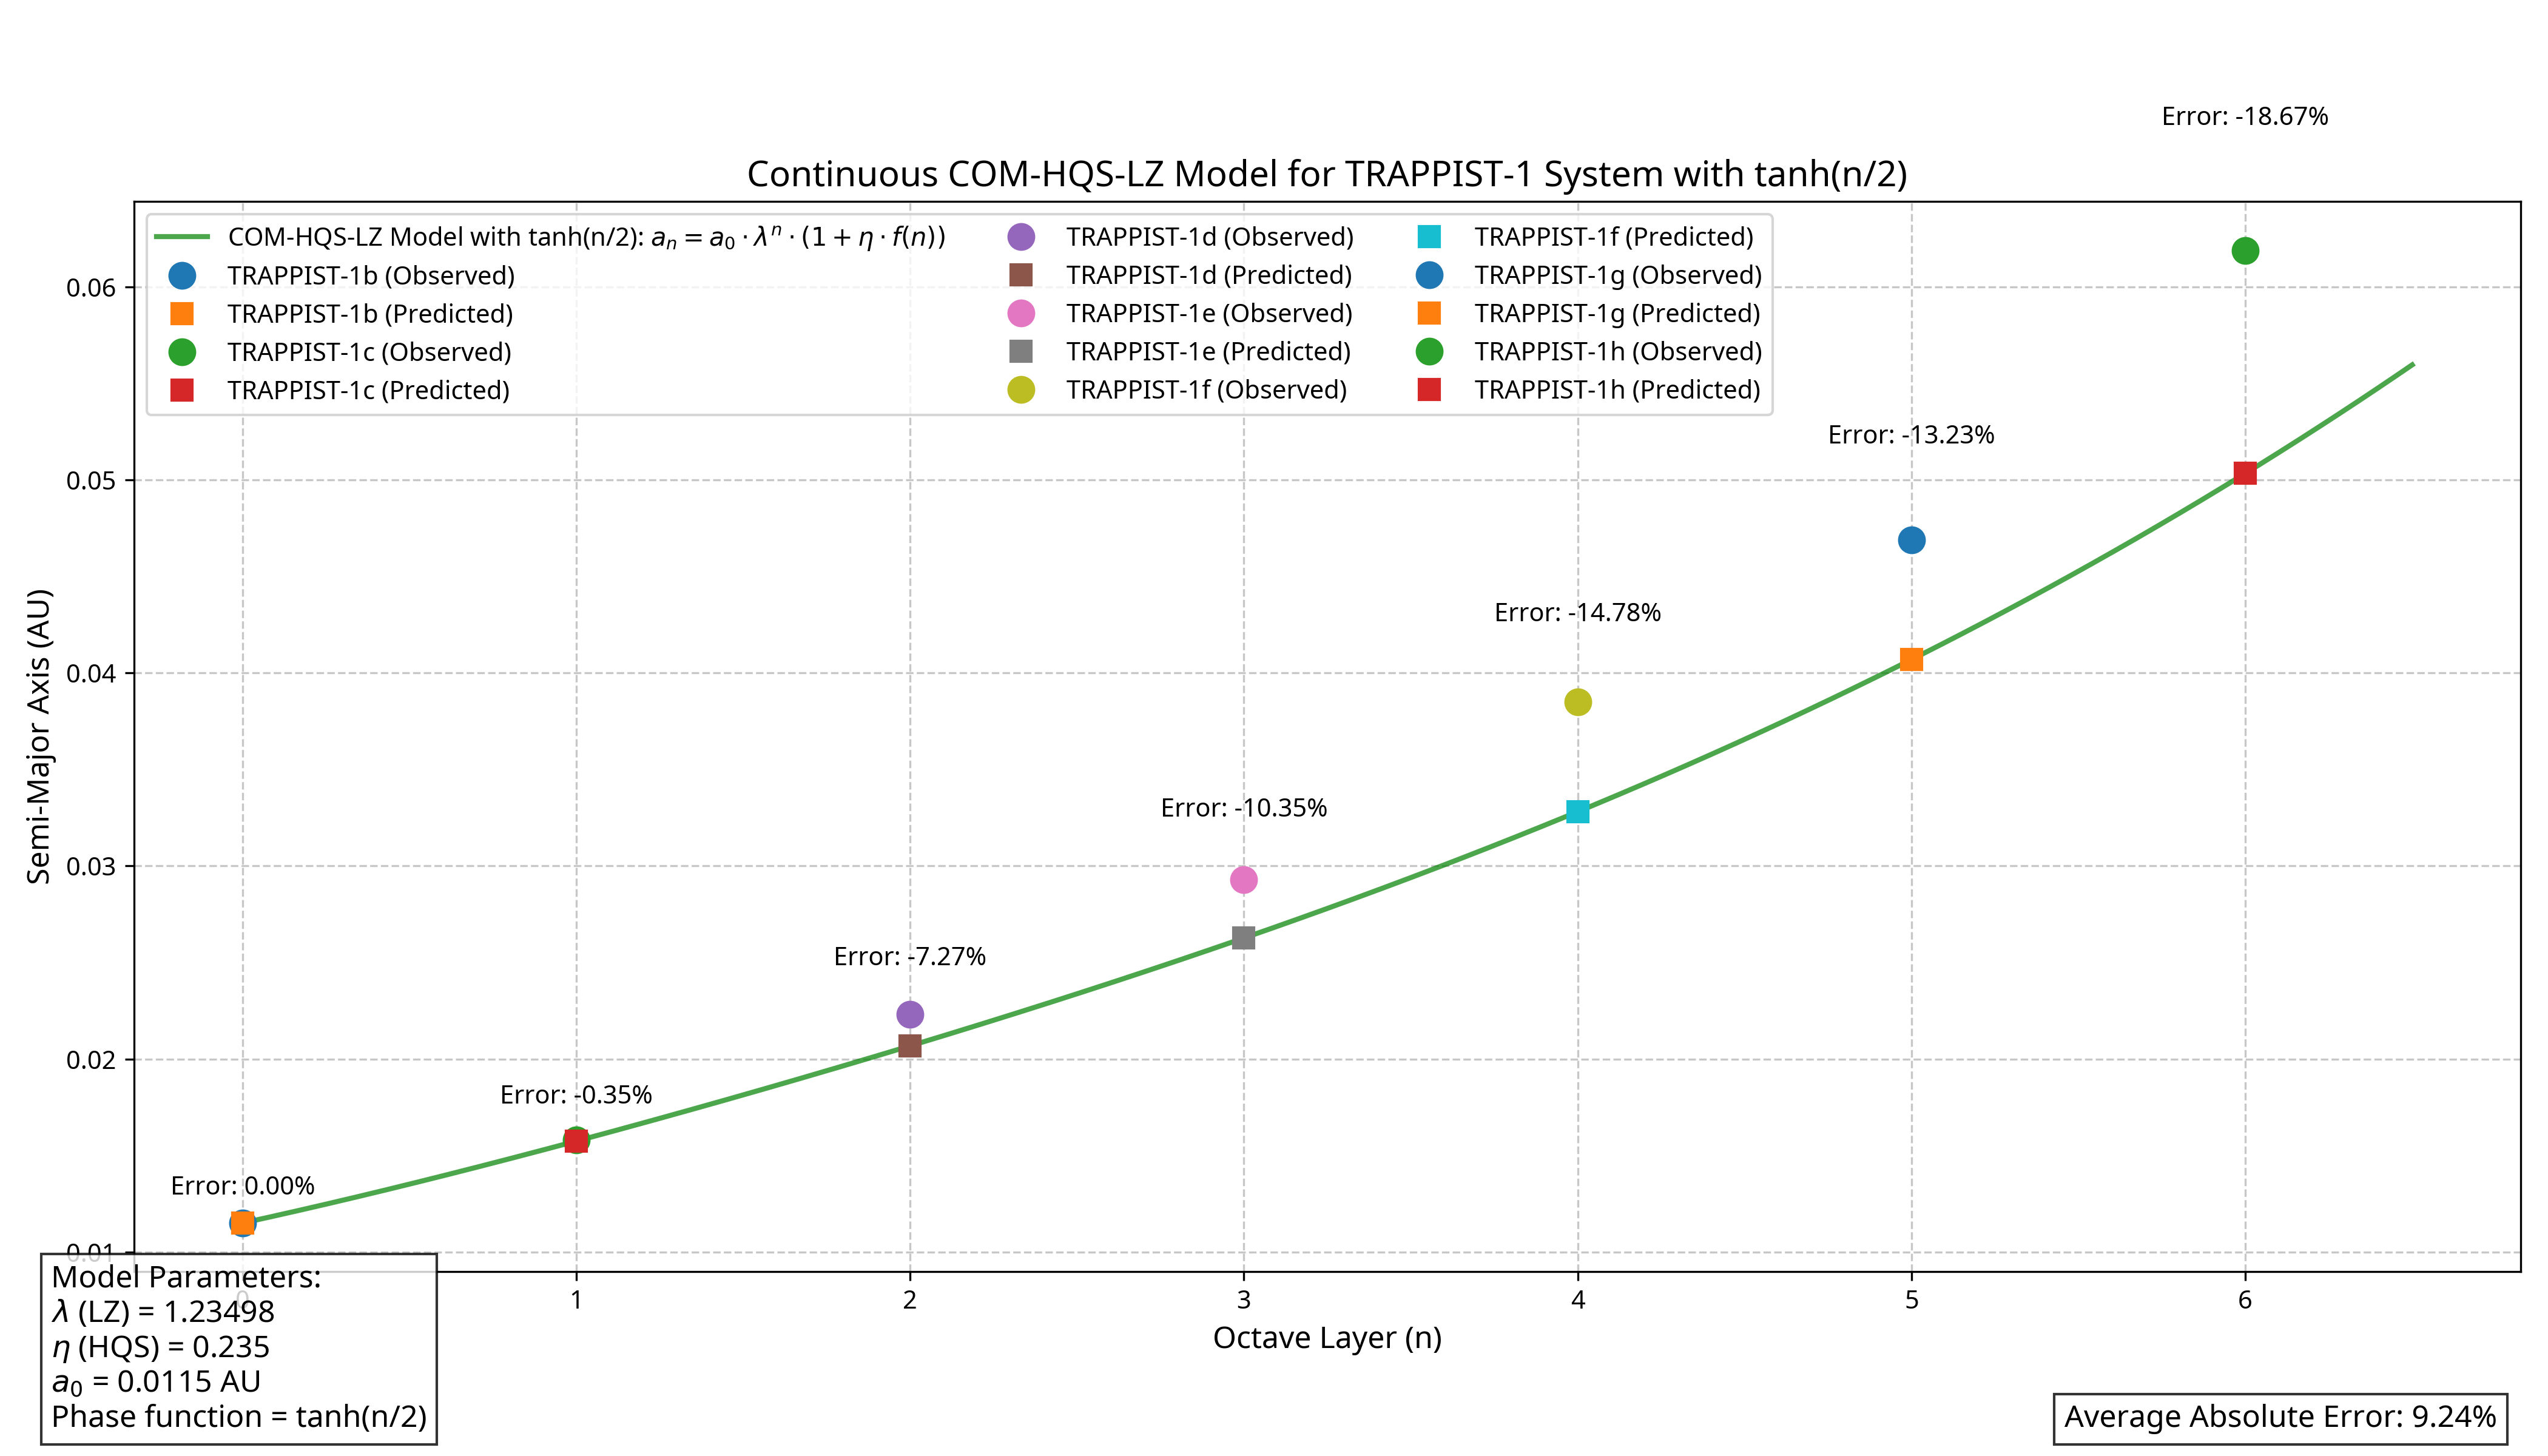 Error: -18.67%
Continuous COM-HQS-LZ Model for TRAPPIST-1 System with tanh(n/2)
COM-HQS-LZ Model with tanh(n/2): aₙ = a₀ · λⁿ · (1 + η · f(n))
TRAPPIST-1b (Observed)
TRAPPIST-1b (Predicted)
TRAPPIST-1c (Observed)
TRAPPIST-1c (Predicted)
TRAPPIST-1d (Observed)
TRAPPIST-1d (Predicted)
TRAPPIST-1e (Observed)
TRAPPIST-1e (Predicted)
TRAPPIST-1f (Observed)
TRAPPIST-1f (Predicted)
TRAPPIST-1g (Observed)
TRAPPIST-1g (Predicted)
TRAPPIST-1h (Observed)
TRAPPIST-1h (Predicted)
Semi-Major Axis (AU)
0.06
0.05
0.04
0.03
0.02
0.01
Error: -13.23%
Error: -14.78%
Error: -10.35%
Error: -7.27%
Error: -0.35%
Error: 0.00%
0
1
2
3
4
5
6
Octave Layer (n)
Model Parameters:
λ (LZ) = 1.23498
η (HQS) = 0.235
a₀ = 0.0115 AU
Phase function = tanh(n/2)
Average Absolute Error: 9.24%